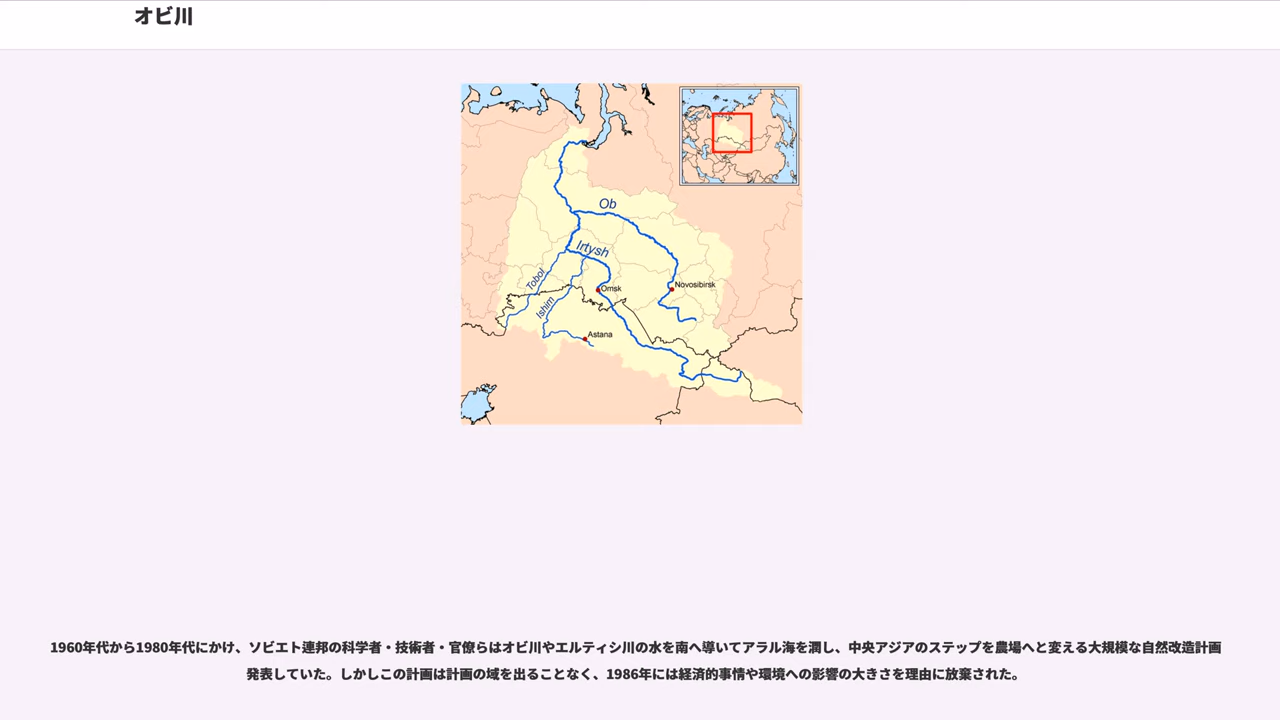 オビ川
Ob
Irtysh
Tobol
Ishim
Omsk
Novosibirsk
Astana
1960年代から1980年代にかけ、ソビエト連邦の科学者・技術者・官僚らはオビ川やエルティシ川の水を南へ導いてアラル海を潤し、中央アジアのステップを農場へと変える大規模な自然改造計画
発表していた。しかしこの計画は計画の域を出ることなく、1986年には経済的事情や環境への影響の大きさを理由に放棄された。